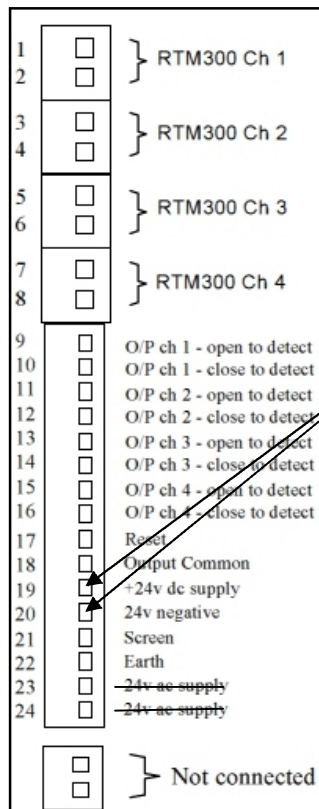 1
2
RTM300 Ch 1
3
4
RTM300 Ch 2
5
6
RTM300 Ch 3
7
8
RTM300 Ch 4
9 O/P ch 1 - open to detect
10 O/P ch 1 - close to detect
11 O/P ch 2 - open to detect
12 O/P ch 2 - close to detect
13 O/P ch 3 - open to detect
14 O/P ch 3 - close to detect
15 O/P ch 4 - open to detect
16 O/P ch 4 - close to detect
17 Reset
18 Output Common
19 +24v dc supply
20 24v negative
21 Screen
22 Earth
23 24v ac supply
24 24v ac supply
Not connected